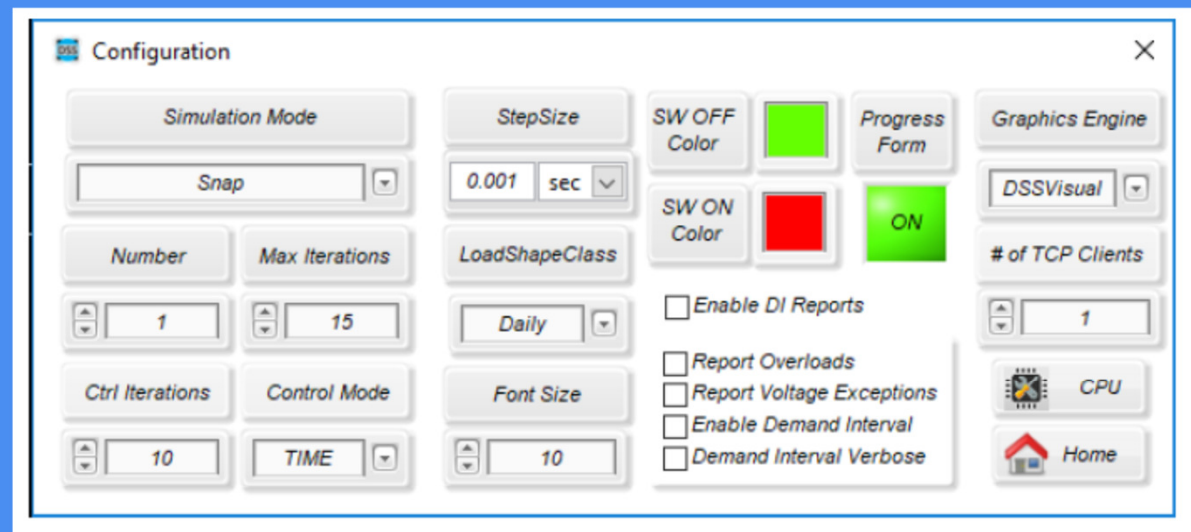 DSS Configuration
Simulation Mode
Snap
Number
Max Iterations
1
15
Ctrl Iterations
Control Mode
10
TIME
StepSize
0.001 sec
LoadShapeClass
Daily
Font Size
10
SW OFF
Color
SW ON
Color
Progress
Form
ON
Enable DI Reports
Report Overloads
Report Voltage Exceptions
Enable Demand Interval
Demand Interval Verbose
Graphics Engine
DSSVisual
# of TCP Clients
1
CPU
Home